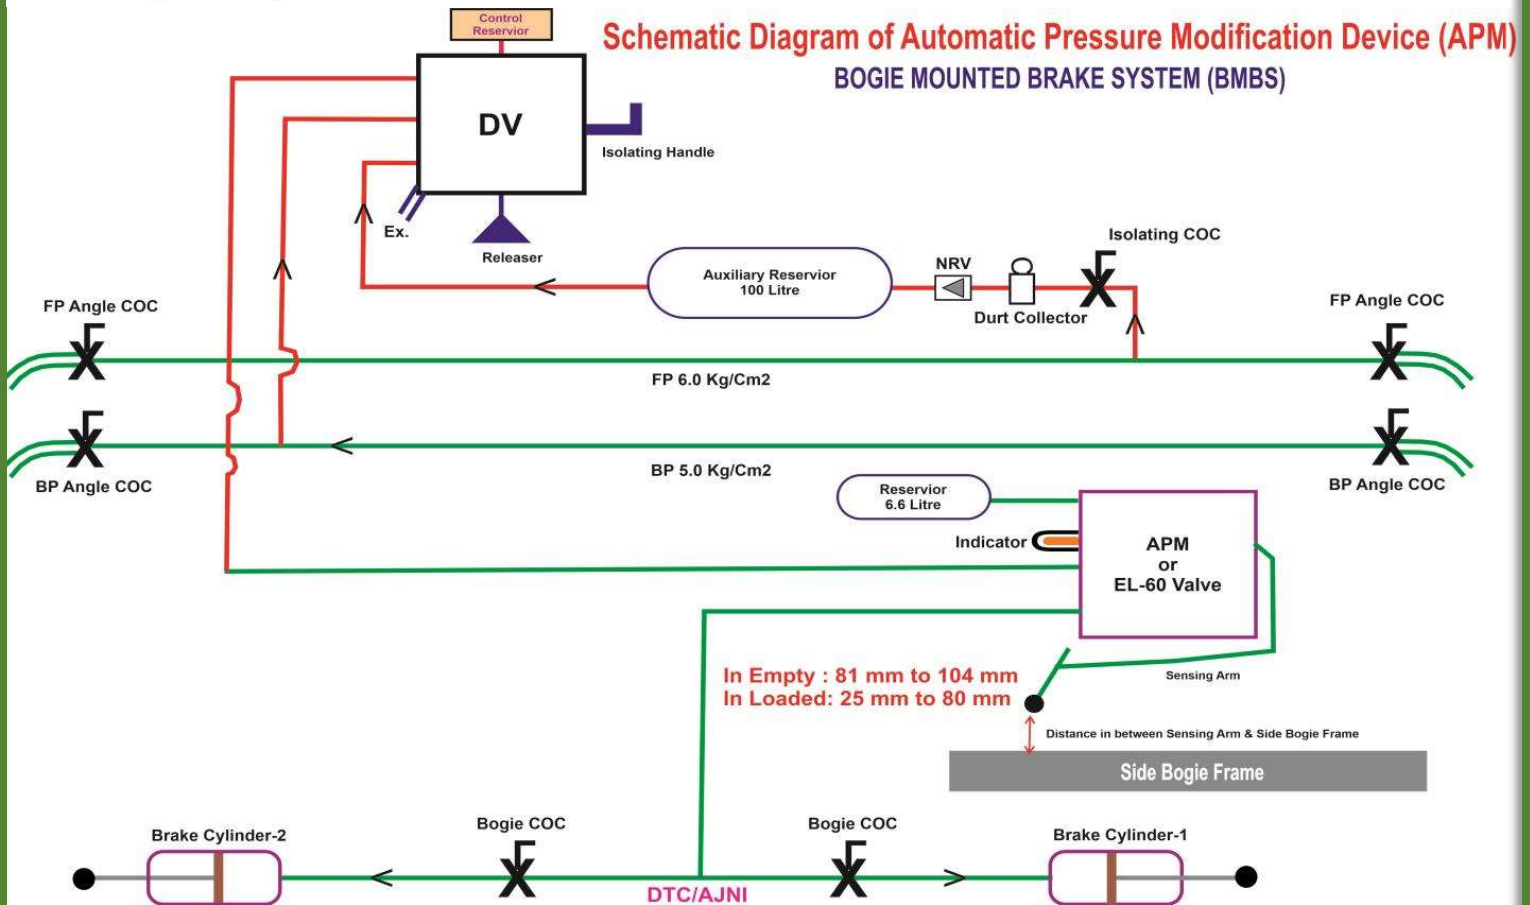 Control
Reservior
Schematic Diagram of Automatic Pressure Modification Device (APM)
BOGIE MOUNTED BRAKE SYSTEM (BMBS)
DV
Isolating Handle
Ex.
Releaser
Isolating COC
NRV
Auxiliary Reservior
100 Litre
Durt Collector
FP Angle COC
FP Angle COC
FP 6.0 Kg/Cm2
BP 5.0 Kg/Cm2
BP Angle COC
BP Angle COC
Reservior
6.6 Litre
Indicator
APM
or
EL-60 Valve
In Empty : 81 mm to 104 mm
In Loaded: 25 mm to 80 mm
Sensing Arm
Distance in between Sensing Arm & Side Bogie Frame
Side Bogie Frame
Brake Cylinder-2
Bogie COC
Bogie COC
Brake Cylinder-1
DTC/AJNI